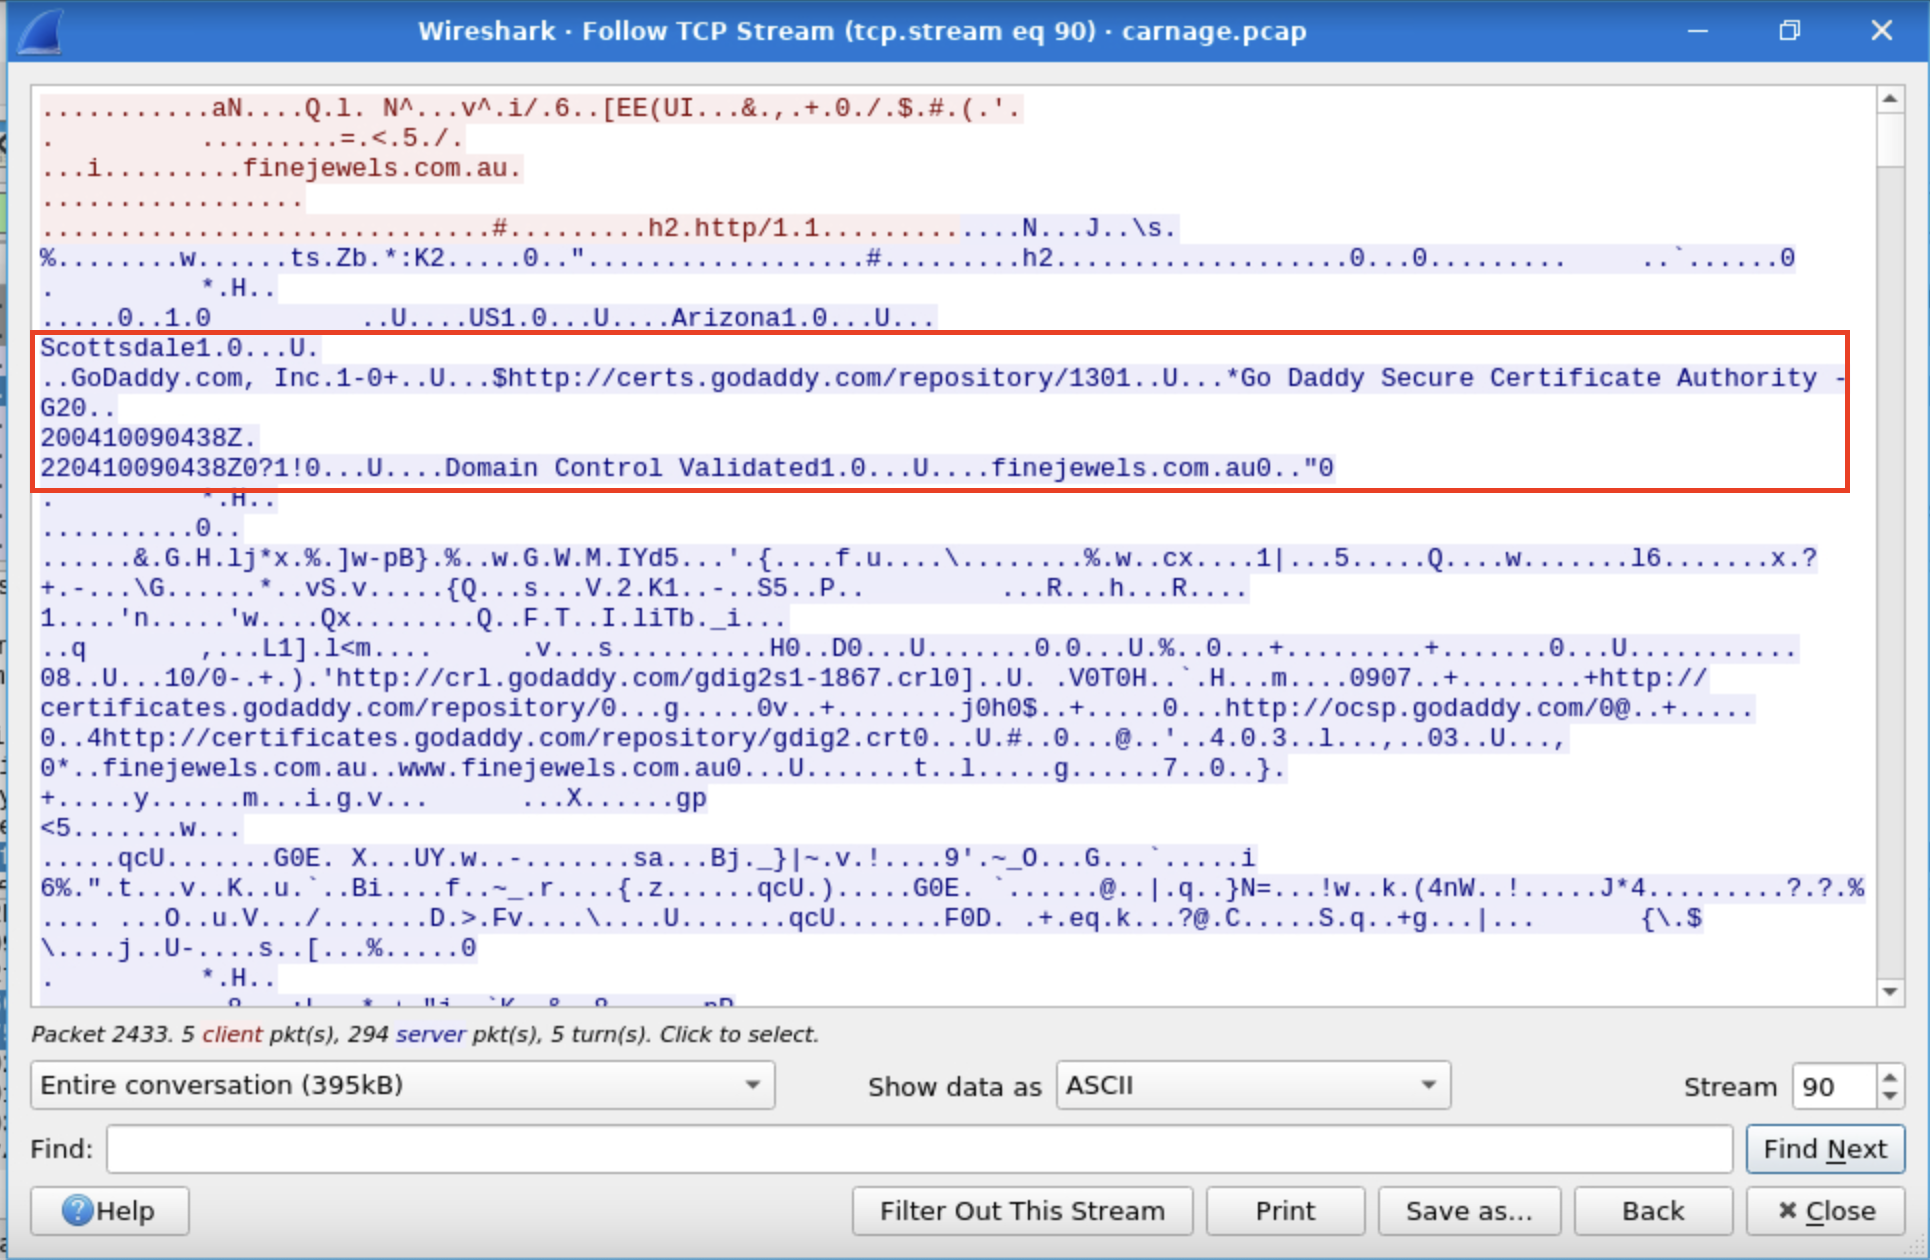 Wireshark · Follow TCP Stream (tcp.stream eq 90) · carnage.pcap
...........aN....Q.l. N^...v^.i/.6..[EE(UI...&.,.+.0./.$.#.(.'.
.          .........=.<.5./.
...i.........finejewels.com.au.
.................
.............................#.........h2.http/1.1.............N...J..\s.
%........w......ts.Zb.*:K2.....0.."..................#.........h2...................0...0.........     ..`......0
.          *.H..
.....0..1.0          ..U....US1.0...U....Arizona1.0...U...
Scottsdale1.0...U.
..GoDaddy.com, Inc.1-0+..U...$http://certs.godaddy.com/repository/1301..U...*Go Daddy Secure Certificate Authority -
G20..
200410090438Z.
220410090438Z0?1!0...U....Domain Control Validated1.0...U....finejewels.com.au0.."0
.          *.H..
..........0..
......&.G.H.lj*x.%.]w-pB}.%..w.G.W.M.IYd5...'.{....f.u....\........%.w..cx....1|...5.....Q....w.......l6.......x.?
+.-...\G......*..vS.v.....{Q...s...V.2.K1..-..S5..P..         ...R...h...R....
1....'n.....'w....Qx........Q..F.T..I.liTb._i...
..q       ,...L1].l<m....      .v...s..........H0..D0...U.......0.0...U.%..0...+.........+.......0...U...........
08..U...10/0-.+.).'http://crl.godaddy.com/gdig2s1-1867.crl0]..U. .V0T0H..`.H...m....0907..+........+http://
certificates.godaddy.com/repository/0...g.....0v..+........j0h0$..+.....0...http://ocsp.godaddy.com/0@..+.....
0..4http://certificates.godaddy.com/repository/gdig2.crt0...U.#..0...@..'..4.0.3..l...,..03..U...,
0*..finejewels.com.au..www.finejewels.com.au0...U.......t..l.....g......7..0..}.
+.....y......m...i.g.v...      ...X......gp
<5.......w...
.....qcU.......G0E. X...UY.w..-.......sa...Bj._}|~.v.!....9'.~_O...G...`.....i
6%.".t...v..K..u.`..Bi....f..~_.r....{.z......qcU.).....G0E. `......@..|.q..}N=...!w..k.(4nW..!.....J*4.........?.?.%
.... ...O..u.V.../.......D.>.Fv....\....U.......qcU.......F0D. .+.eq.k...?@.C.....S.q..+g...|...       {\.$
\....j..U-....s..[...%.....0
.          *.H..
Packet 2433. 5 client pkt(s), 294 server pkt(s), 5 turn(s). Click to select.
Entire conversation (395kB) Show data as ASCII Stream 90
Find: Find Next
Help Filter Out This Stream Print Save as... Back Close